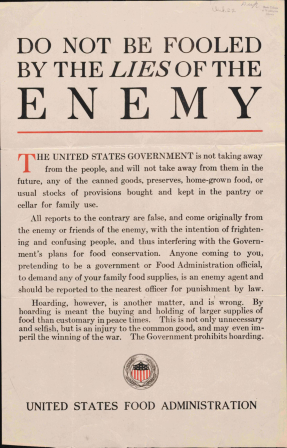 DO NOT BE FOOLED
BY THE LIES OF THE
ENEMY
THE UNITED STATES GOVERNMENT is not taking away
from the people, and will not take away from them in the
future, any of the canned goods, preserves, home-grown food, or
usual stocks of provisions bought and kept in the pantry or
cellar for family use.
All reports to the contrary are false, and come originally from
the enemy or friends of the enemy, with the intention of frighten-
ing and confusing people, and thus interfering with the Govern-
ment's plans for food conservation. Anyone coming to you,
pretending to be a government or Food Administration official,
to demand any of your family food supplies, is an enemy agent and
should be reported to the nearest officer for punishment by law.
Hoarding, however, is another matter, and is wrong. By
hoarding is meant the buying and holding of larger supplies of
food than customary in peace times. This is not only unnecessary
and selfish, but is an injury to the common good, and may even im-
peril the winning of the war. The Government prohibits hoarding.
UNITED STATES FOOD ADMINISTRATION